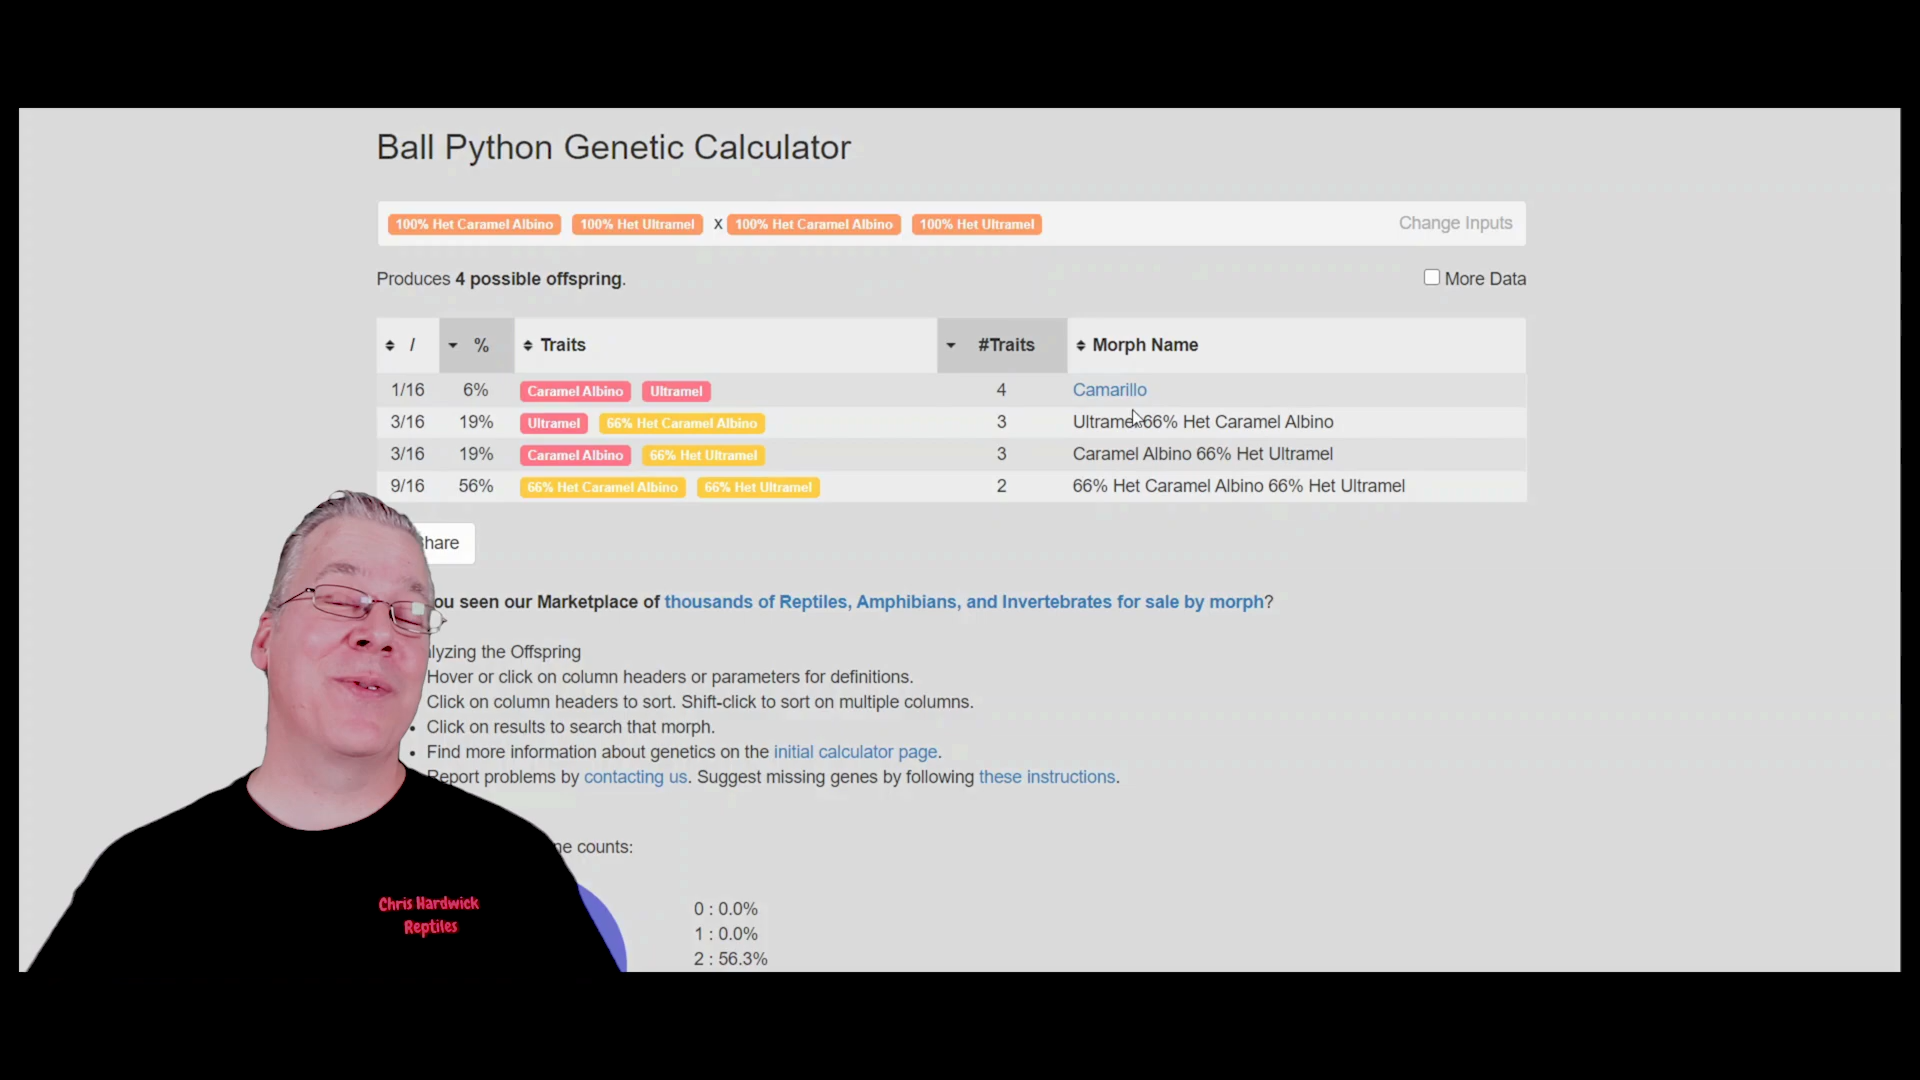 Ball Python Genetic Calculator
100% Het Caramel Albino 100% Het Ultramel X 100% Het Caramel Albino 100% Het Ultramel Change Inputs
Produces 4 possible offspring. More Data
/ % Traits #Traits Morph Name
1/16 6% Caramel Albino Ultramel 4 Camarillo
3/16 19% Ultramel 66% Het Caramel Albino 3 Ultramel 66% Het Caramel Albino
3/16 19% Caramel Albino 66% Het Ultramel 3 Caramel Albino 66% Het Ultramel
9/16 56% 66% Het Caramel Albino 66% Het Ultramel 2 66% Het Caramel Albino 66% Het Ultramel
hare
ou seen our Marketplace of thousands of Reptiles, Amphibians, and Invertebrates for sale by morph?
lyzing the Offspring
Hover or click on column headers or parameters for definitions.
Click on column headers to sort. Shift-click to sort on multiple columns.
• Click on results to search that morph.
• Find more information about genetics on the initial calculator page.
Report problems by contacting us. Suggest missing genes by following these instructions.
ne counts:
0 : 0.0%
1 : 0.0%
2 : 56.3%
Chris Hardwick
Reptiles